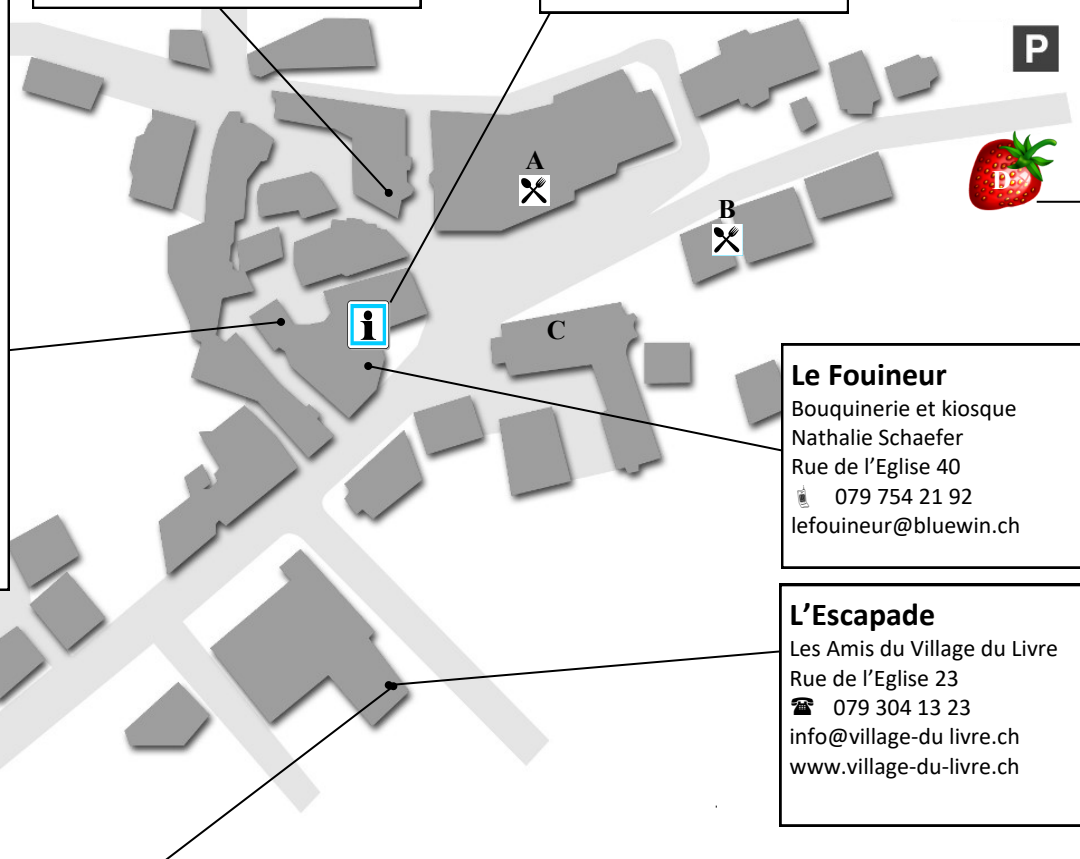 P
A
D
B
i
C
Le Fouineur
Bouquinerie et kiosque
Nathalie Schaefer
Rue de l'Eglise 40
079 754 21 92
lefouineur@bluewin.ch
L'Escapade
Les Amis du Village du Livre
Rue de l'Eglise 23
079 304 13 23
info@village-du livre.ch
www.village-du-livre.ch